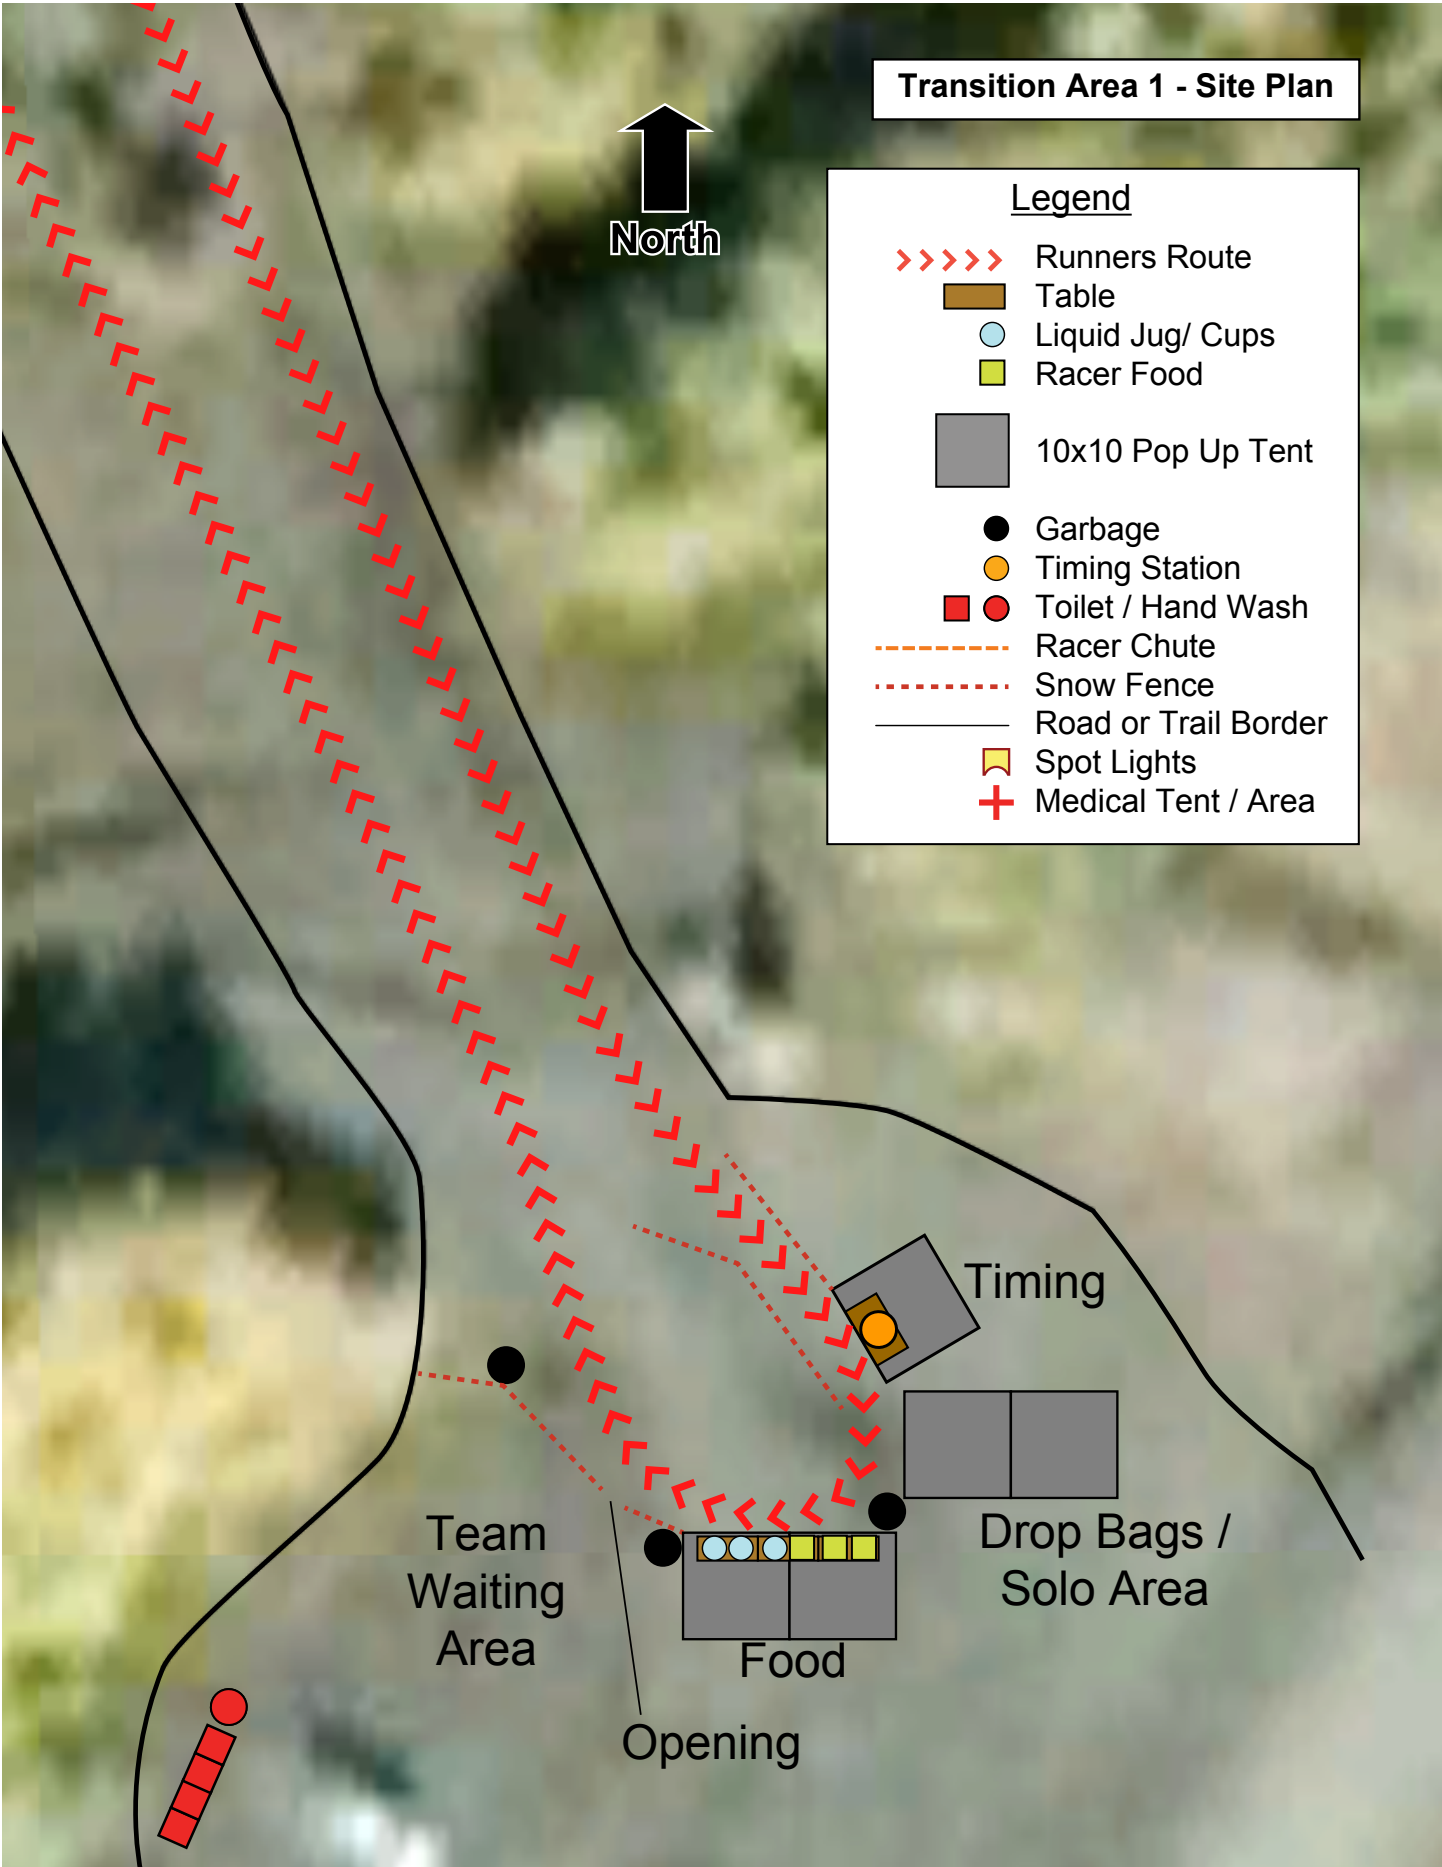 Transition Area 1 - Site Plan
North
Legend
Runners Route
Table
Liquid Jug/ Cups
Racer Food
10x10 Pop Up Tent
Garbage
Timing Station
Toilet / Hand Wash
Racer Chute
Snow Fence
Road or Trail Border
Spot Lights
Medical Tent / Area
Timing
Drop Bags /
Solo Area
Team
Waiting
Area
Food
Opening